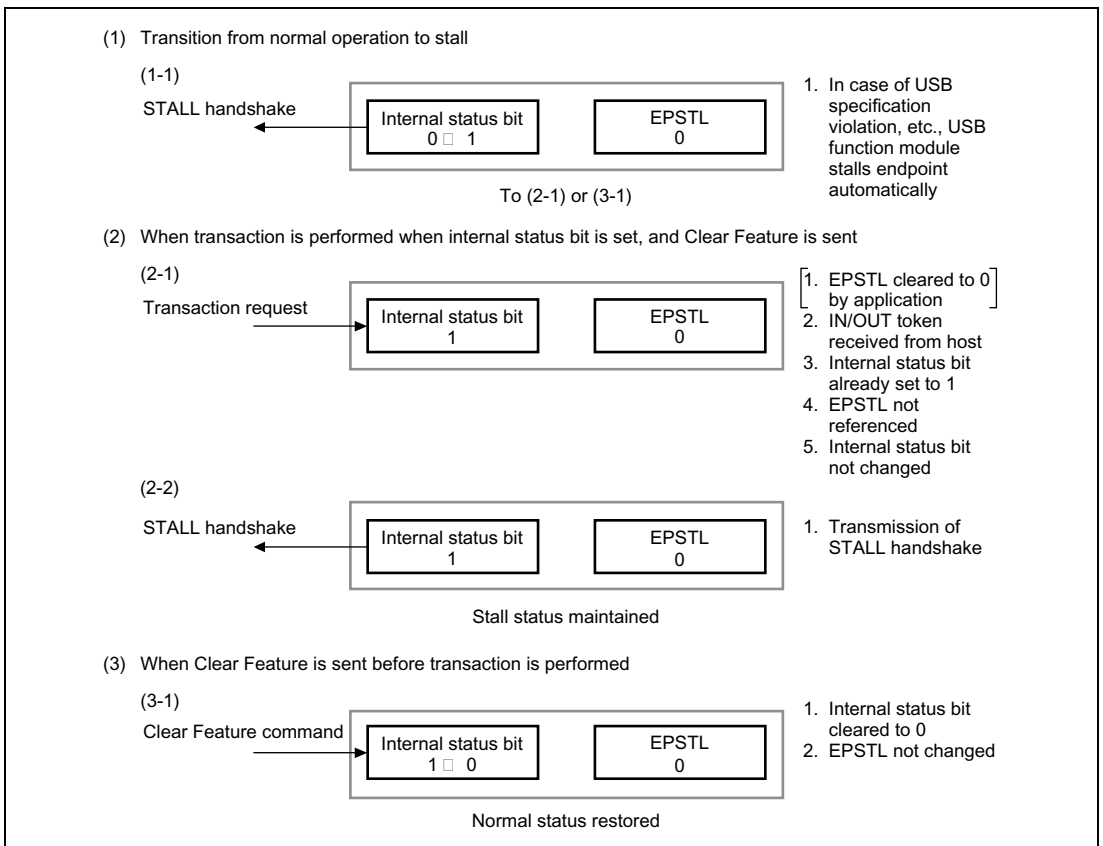 (1) Transition from normal operation to stall
(1-1)
STALL handshake
Internal status bit
0 □ 1
EPSTL
0
1. In case of USB
specification
violation, etc., USB
function module
stalls endpoint
automatically
To (2-1) or (3-1)
(2) When transaction is performed when internal status bit is set, and Clear Feature is sent
(2-1)
Transaction request
Internal status bit
1
EPSTL
0
1. EPSTL cleared to 0
by application
2. IN/OUT token
received from host
3. Internal status bit
already set to 1
4. EPSTL not
referenced
5. Internal status bit
not changed
(2-2)
STALL handshake
Internal status bit
1
EPSTL
0
1. Transmission of
STALL handshake
Stall status maintained
(3) When Clear Feature is sent before transaction is performed
(3-1)
Clear Feature command
Internal status bit
1 □ 0
EPSTL
0
1. Internal status bit
cleared to 0
2. EPSTL not changed
Normal status restored